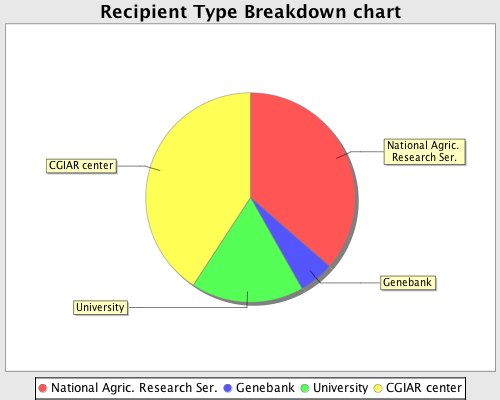 Recipient Type Breakdown chart
National Agric.
Research Ser.
CGIAR center
Genebank
University
National Agric. Research Ser. Genebank University CGIAR center